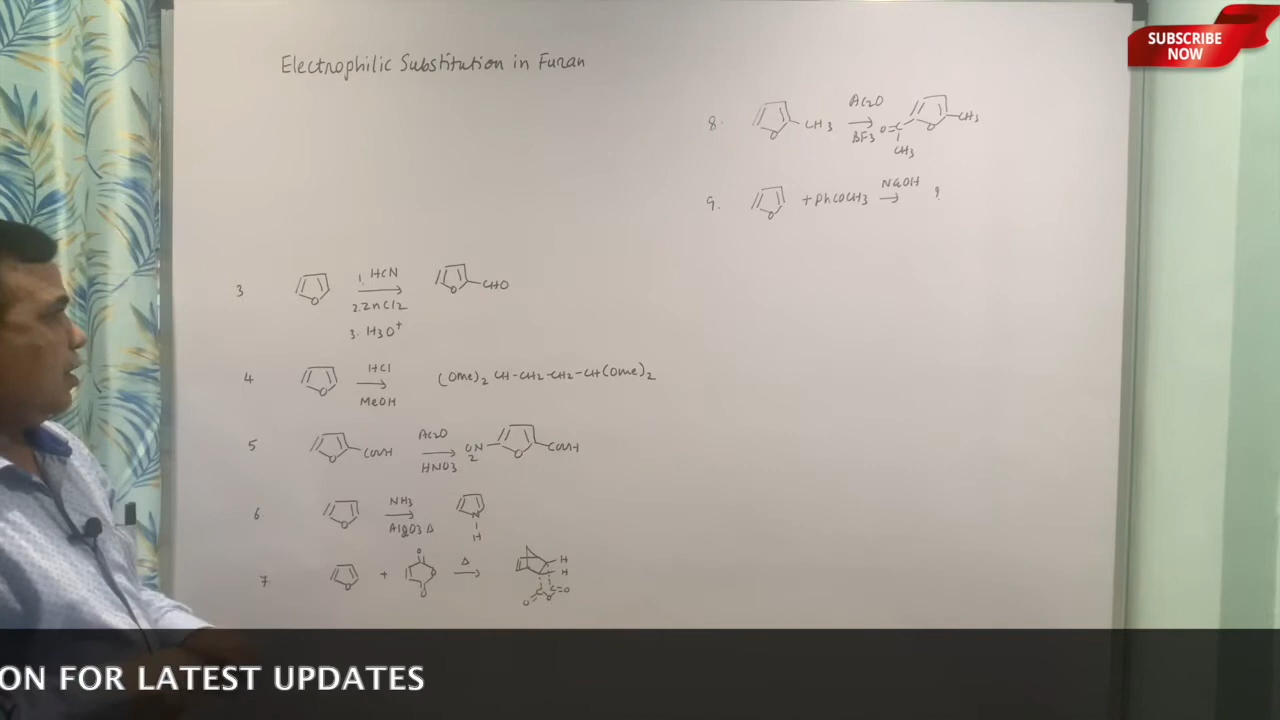 Electrophilic Substitution in Furan
3
O
1. HCN
2. ZnCl2
3. H3O+
O
CHO
4
O
HCl
MeOH
(OMe)2 CH-CH2-CH2-CH(OMe)2
5
O
COOH
Ac2O
HNO3
O2N
O
COOH
6
O
NH3
Al2O3 Δ
N
H
7
O
+
O
O
O
Δ
H
H
C
C=O
O
O
8.
O
CH3
Ac2O
BF3
O=C
CH3
O
CH3
9.
O
+ PhCOCH3
NaOH
?
SUBSCRIBE
NOW
ON FOR LATEST UPDATES